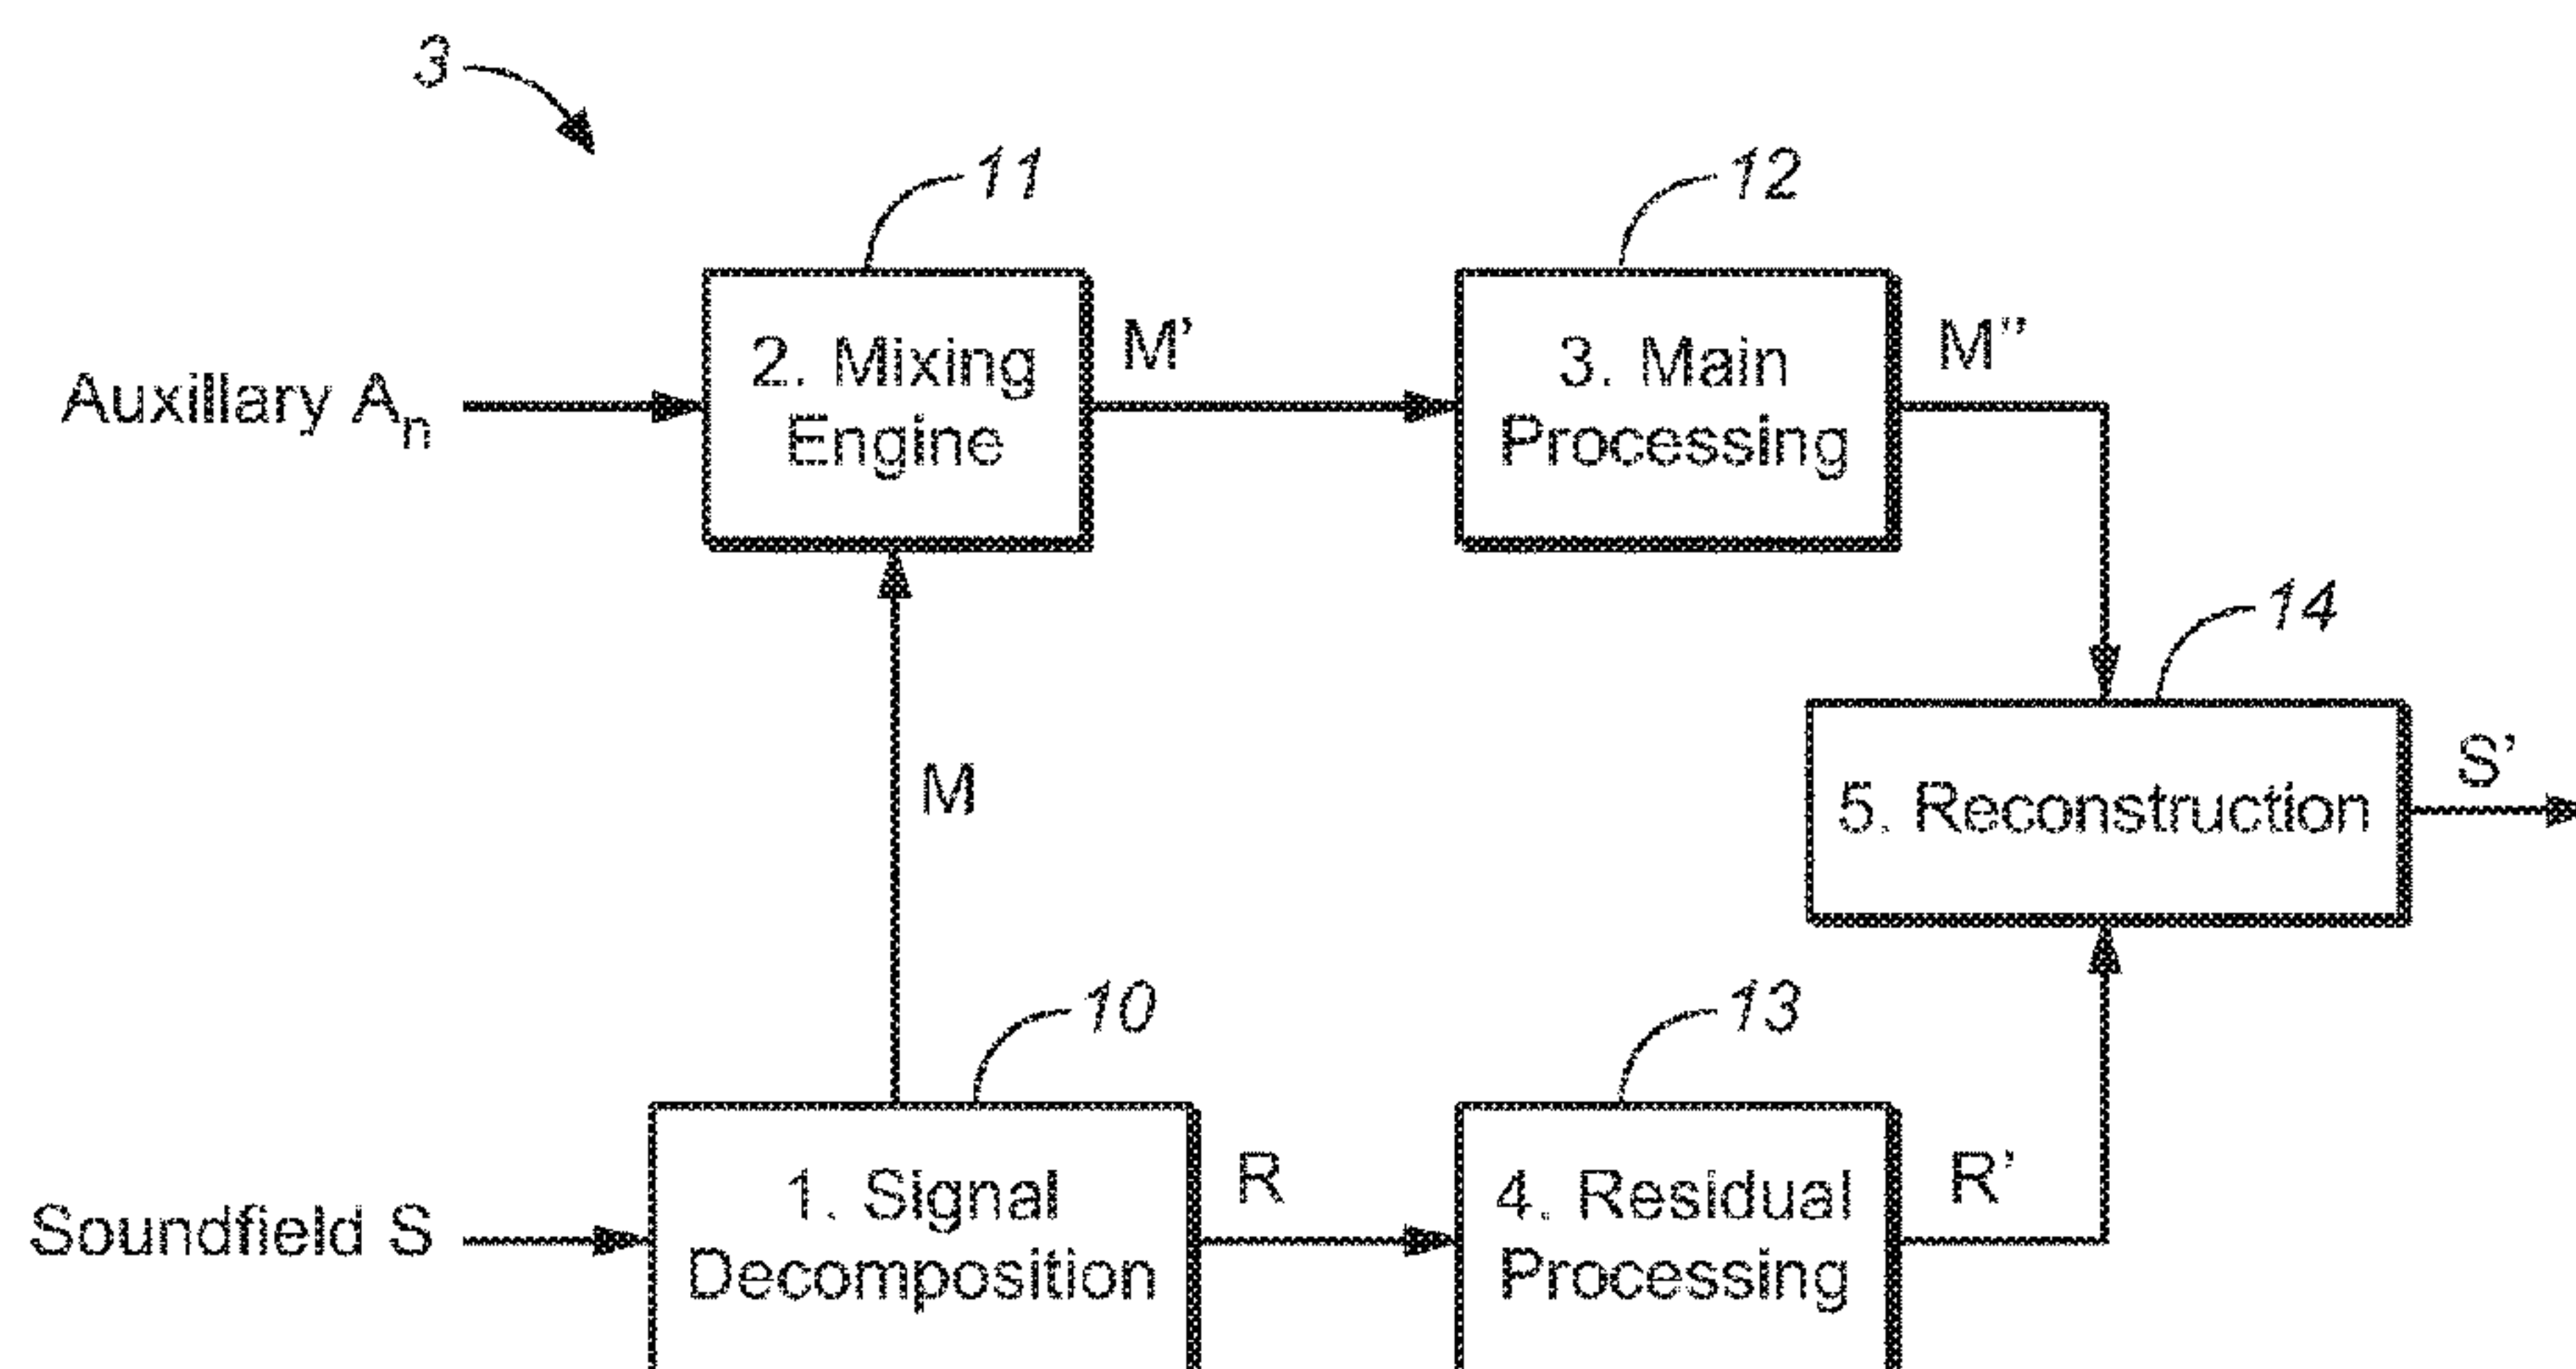 3
11
12
2. Mixing
Engine
M'
3. Main
Processing
M''
Auxillary An
14
M
5. Reconstruction
S'
10
13
1. Signal
Decomposition
R
4. Residual
Processing
R'
Soundfield S